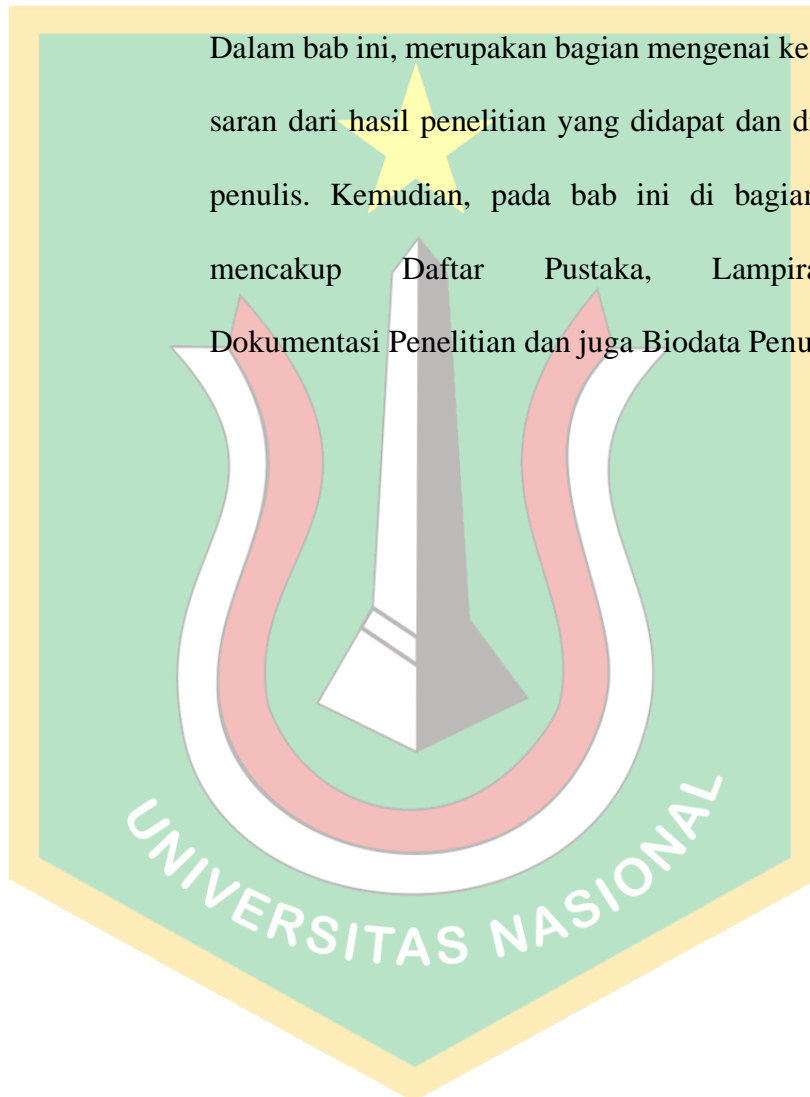 Dalam bab ini, merupakan bagian mengenai ke
saran dari hasil penelitian yang didapat dan d
penulis. Kemudian, pada bab ini di bagian
mencakup Daftar Pustaka, Lampira
Dokumentasi Penelitian dan juga Biodata Penu
UNIVERSITAS NASIONAL